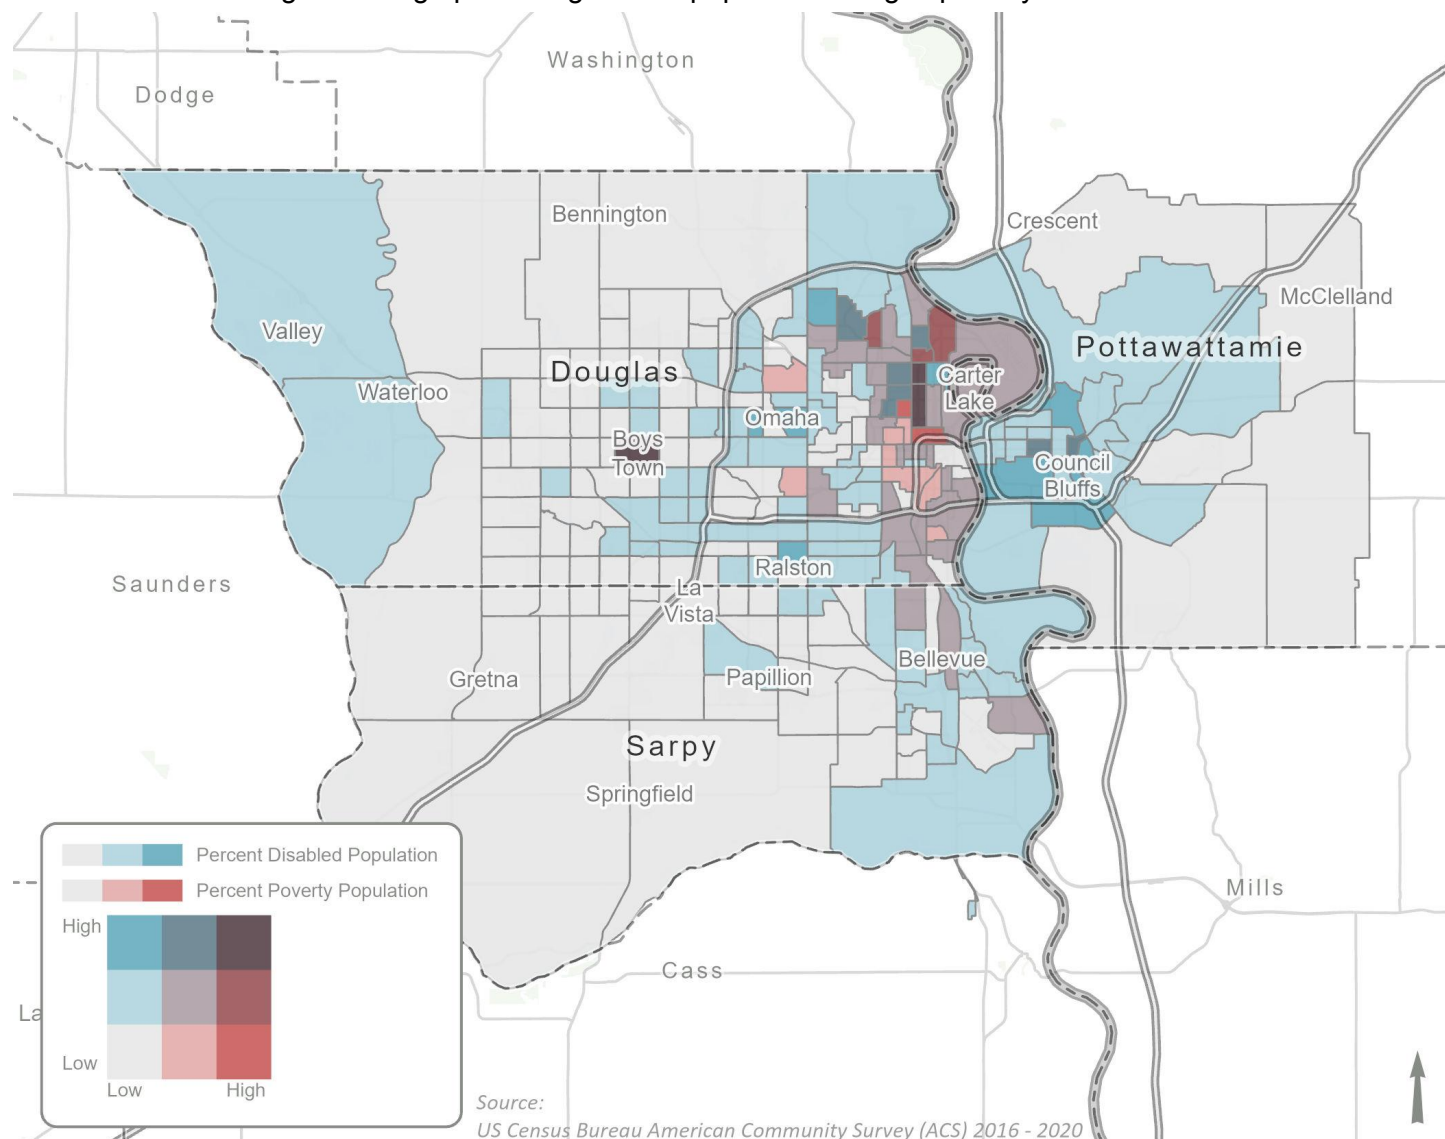 Washington
Dodge
Bennington
Crescent
McClelland
Valley
Pottawattamie
Douglas
Carter
Lake
Waterloo
Omaha
Boys
Town
Council
Bluffs
Ralston
Saunders
La
Vista
Bellevue
Gretna
Papillion
Sarpy
Springfield
Percent Disabled Population
Percent Poverty Population
Mills
High
Cass
La
Low
Low
High
Source:
US Census Bureau American Community Survey (ACS) 2016 - 2020